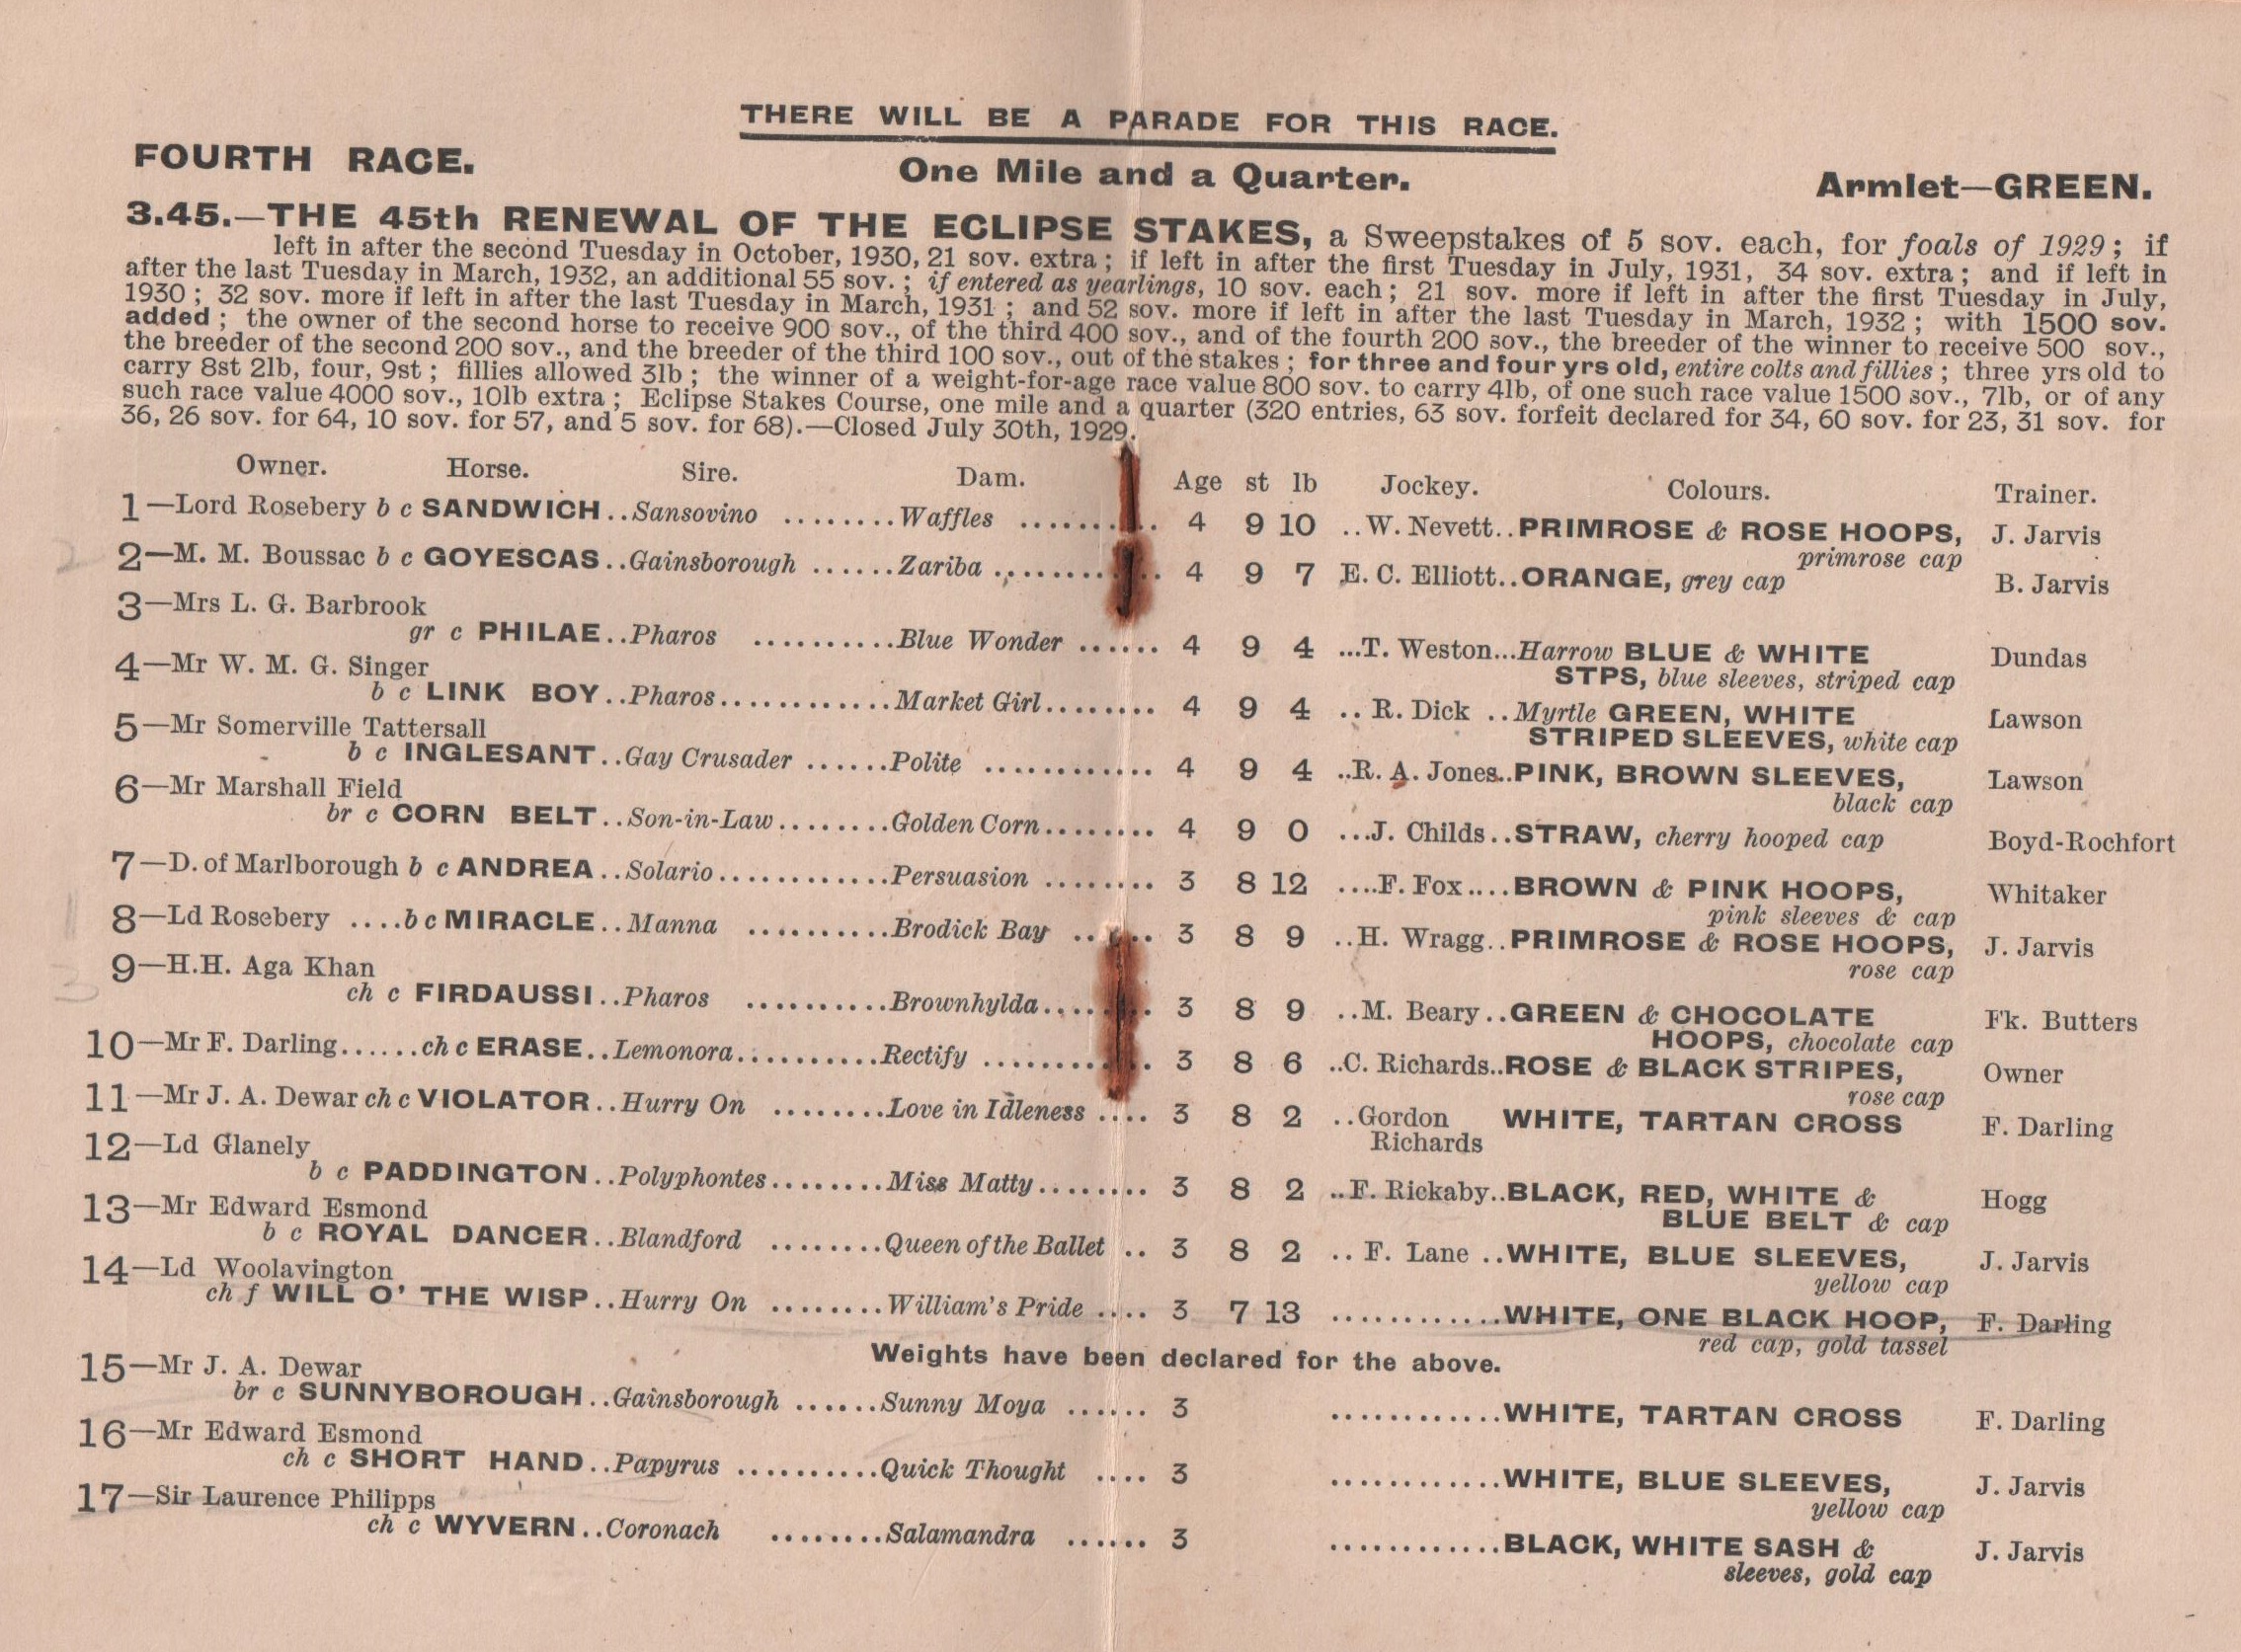 THERE WILL BE A PARADE FOR THIS RACE.
FOURTH RACE. One Mile and a Quarter. Armlet—GREEN.
3.45.—THE 45th RENEWAL OF THE ECLIPSE STAKES, a Sweepstakes of 5 sov. each, for foals of 1929; if
left in after the second Tuesday in October, 1930, 21 sov. extra; if left in after the first Tuesday in July, 1931, 34 sov. extra; and if left in
after the last Tuesday in March, 1932, an additional 55 sov.; if entered as yearlings, 10 sov. each; 21 sov. more if left in after the first Tuesday in July,
1930; 32 sov. more if left in after the last Tuesday in March, 1931; and 52 sov. more if left in after the last Tuesday in March, 1932; with 1500 sov.
added; the owner of the second horse to receive 900 sov., of the third 400 sov., and of the fourth 200 sov., the breeder of the winner to receive 500 sov.,
the breeder of the second 200 sov., and the breeder of the third 100 sov., out of the stakes; for three and four yrs old, entire colts and fillies; three yrs old to
carry 8st 2lb, four, 9st; fillies allowed 3lb; the winner of a weight-for-age race value 800 sov. to carry 4lb, of one such race value 1500 sov., 7lb, or of any
such race value 4000 sov., 10lb extra; Eclipse Stakes Course, one mile and a quarter (320 entries, 63 sov. forfeit declared for 34, 60 sov. for 23, 31 sov. for
36, 26 sov. for 64, 10 sov. for 57, and 5 sov. for 68).—Closed July 30th, 1929.
Owner. Horse. Sire. Dam. Age st lb Jockey. Colours. Trainer.
1—Lord Rosebery b c SANDWICH..Sansovino ........Waffles ........ 4 9 10 ..W. Nevett..PRIMROSE & ROSE HOOPS, J. Jarvis
primrose cap
2 2—M. M. Boussac b c GOYESCAS..Gainsborough ......Zariba .......... 4 9 7 E. C. Elliott..ORANGE, grey cap B. Jarvis
3—Mrs L. G. Barbrook
gr c PHILAE..Pharos ..........Blue Wonder ...... 4 9 4 ...T. Weston...Harrow BLUE & WHITE Dundas
STPS, blue sleeves, striped cap
4—Mr W. M. G. Singer
b c LINK BOY..Pharos............Market Girl........ 4 9 4 .. R. Dick ..Myrtle GREEN, WHITE Lawson
STRIPED SLEEVES, white cap
5—Mr Somerville Tattersall
b c INGLESANT..Gay Crusader ......Polite ............ 4 9 4 ..R. A. Jones..PINK, BROWN SLEEVES, Lawson
black cap
6—Mr Marshall Field
br c CORN BELT..Son-in-Law........Golden Corn........ 4 9 0 ...J. Childs..STRAW, cherry hooped cap Boyd-Rochfort
7—D. of Marlborough b c ANDREA..Solario............Persuasion ........ 3 8 12 ....F. Fox....BROWN & PINK HOOPS, Whitaker
pink sleeves & cap
1 8—Ld Rosebery ....b c MIRACLE..Manna ..........Brodick Bay ...... 3 8 9 ..H. Wragg..PRIMROSE & ROSE HOOPS, J. Jarvis
rose cap
3 9—H.H. Aga Khan
ch c FIRDAUSSI..Pharos ..........Brownhylda........ 3 8 9 ..M. Beary..GREEN & CHOCOLATE Fk. Butters
HOOPS, chocolate cap
10—Mr F. Darling......ch c ERASE..Lemonora..........Rectify .......... 3 8 6 ..C. Richards..ROSE & BLACK STRIPES, Owner
rose cap
11—Mr J. A. Dewar ch c VIOLATOR..Hurry On ........Love in Idleness .... 3 8 2 ..Gordon WHITE, TARTAN CROSS F. Darling
Richards
12—Ld Glanely
b c PADDINGTON..Polyphontes........Miss Matty........ 3 8 2 ..F. Rickaby..BLACK, RED, WHITE & Hogg
BLUE BELT & cap
13—Mr Edward Esmond
b c ROYAL DANCER..Blandford ........Queen of the Ballet .. 3 8 2 .. F. Lane ..WHITE, BLUE SLEEVES, J. Jarvis
yellow cap
14—Ld Woolavington
ch f WILL O' THE WISP..Hurry On ........William's Pride .... 3 7 13 ............WHITE, ONE BLACK HOOP, F. Darling
red cap, gold tassel
Weights have been declared for the above.
15—Mr J. A. Dewar
br c SUNNYBOROUGH..Gainsborough ......Sunny Moya ...... 3 ............WHITE, TARTAN CROSS F. Darling
16—Mr Edward Esmond
ch c SHORT HAND..Papyrus ..........Quick Thought .... 3 ............WHITE, BLUE SLEEVES, J. Jarvis
yellow cap
17—Sir Laurence Philipps
ch c WYVERN..Coronach ........Salamandra ...... 3 ............BLACK, WHITE SASH & J. Jarvis
sleeves, gold cap